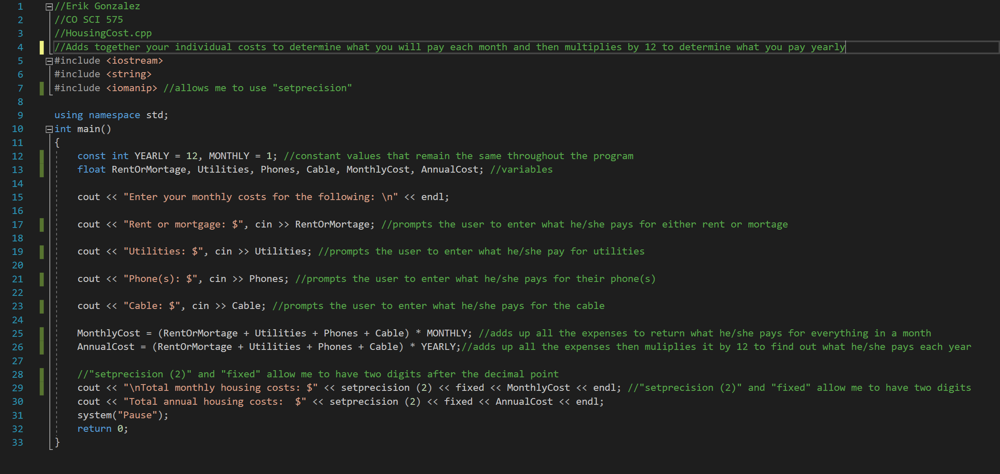 1 //Erik Gonzalez
2 //CO SCI 575
3 //HousingCost.cpp
4 //Adds together your individual costs to determine what you will pay each month and then multiplies by 12 to determine what you pay yearly
5 #include <iostream>
6 #include <string>
7 #include <iomanip> //allows me to use "setprecision"
8
9 using namespace std;
10 int main()
11 {
12 const int YEARLY = 12, MONTHLY = 1; //constant values that remain the same throughout the program
13 float RentOrMortage, Utilities, Phones, Cable, MonthlyCost, AnnualCost; //variables
14
15 cout << "Enter your monthly costs for the following: \n" << endl;
16
17 cout << "Rent or mortgage: $", cin >> RentOrMortage; //prompts the user to enter what he/she pays for either rent or mortage
18
19 cout << "Utilities: $", cin >> Utilities; //prompts the user to enter what he/she pay for utilities
20
21 cout << "Phone(s): $", cin >> Phones; //prompts the user to enter what he/she pays for their phone(s)
22
23 cout << "Cable: $", cin >> Cable; //prompts the user to enter what he/she pays for the cable
24
25 MonthlyCost = (RentOrMortage + Utilities + Phones + Cable) * MONTHLY; //adds up all the expenses to return what he/she pays for everything in a month
26 AnnualCost = (RentOrMortage + Utilities + Phones + Cable) * YEARLY;//adds up all the expenses then muliplies it by 12 to find out what he/she pays each year
27
28 //"setprecision (2)" and "fixed" allow me to have two digits after the decimal point
29 cout << "\nTotal monthly housing costs: $" << setprecision (2) << fixed << MonthlyCost << endl; //"setprecision (2)" and "fixed" allow me to have two digits
30 cout << "Total annual housing costs:  $" << setprecision (2) << fixed << AnnualCost << endl;
31 system("Pause");
32 return 0;
33 }